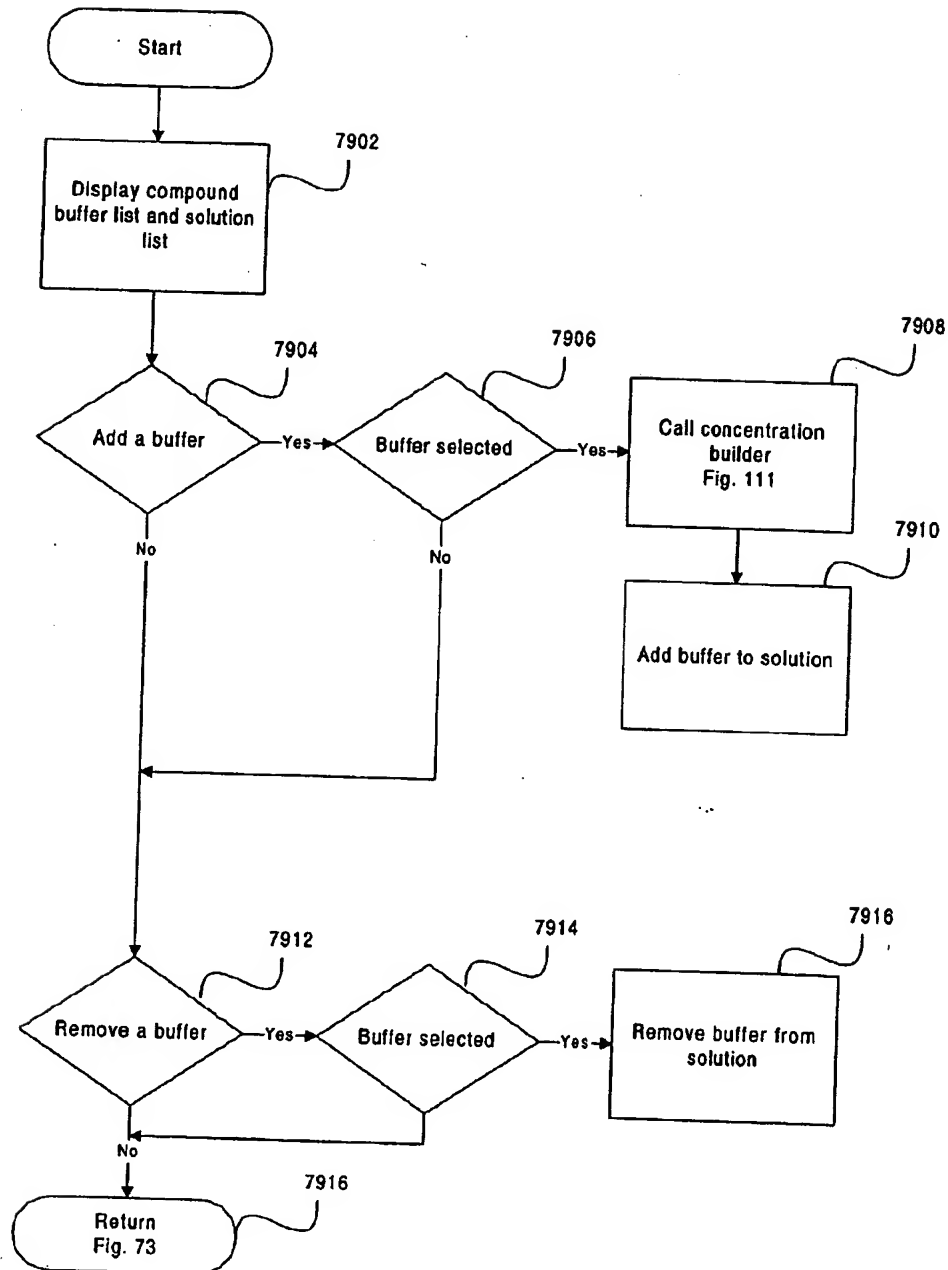 Start
7902
Display compound
buffer list and solution
list
7904
Add a buffer
Yes
7906
Buffer selected
Yes
7908
Call concentration
builder
Fig. 111
No
No
7910
Add buffer to solution
7912
Remove a buffer
Yes
7914
Buffer selected
Yes
7916
Remove buffer from
solution
No
7916
Return
Fig. 73